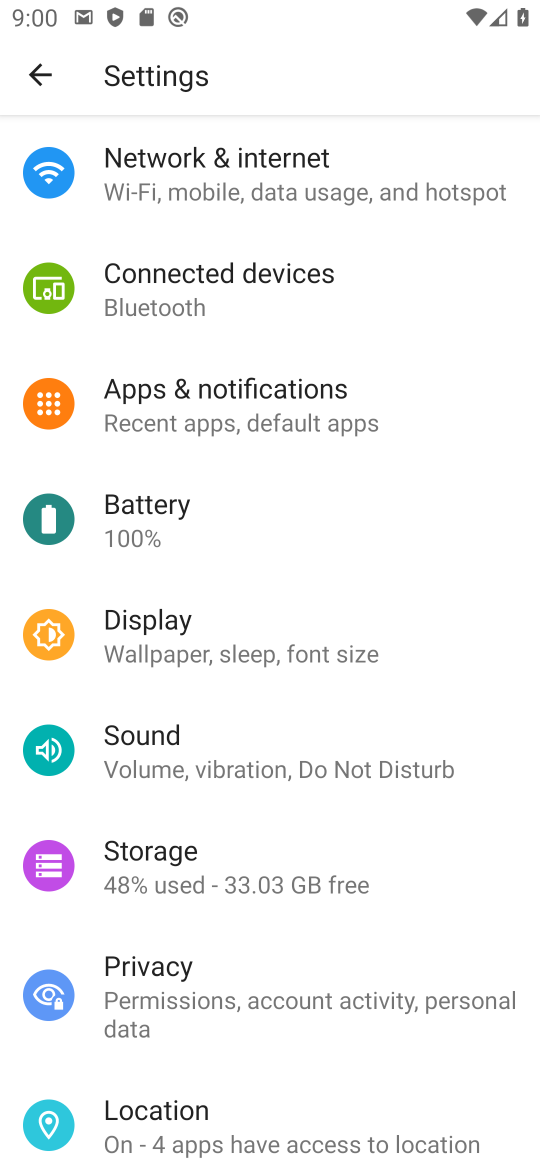 9:00
Settings
Network & internet
Wi-Fi, mobile, data usage, and hotspot
Connected devices
Bluetooth
Apps & notifications
Recent apps, default apps
Battery
100%
Display
Wallpaper, sleep, font size
Sound
Volume, vibration, Do Not Disturb
Storage
48% used - 33.03 GB free
Privacy
Permissions, account activity, personal
data
Location
On - 4 apps have access to location